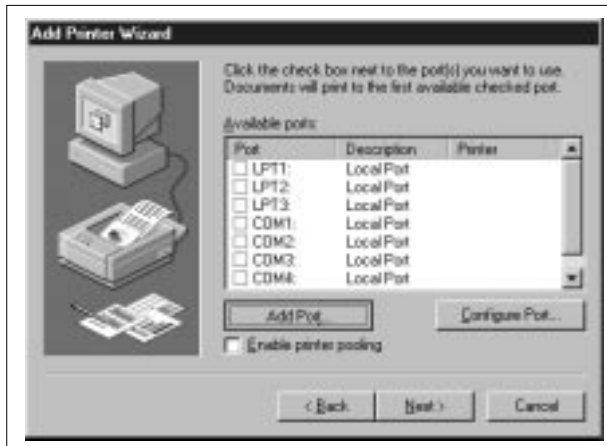 Add Printer Wizard
Click the check box next to the port(s) you want to use.
Documents will print to the first available checked port.
Available ports:
Port Description Printer
LPT1: Local Port
LPT2: Local Port
LPT3: Local Port
COM1: Local Port
COM2: Local Port
COM3: Local Port
COM4: Local Port
Add Port... Configure Port...
Enable printer pooling
< Back Next > Cancel